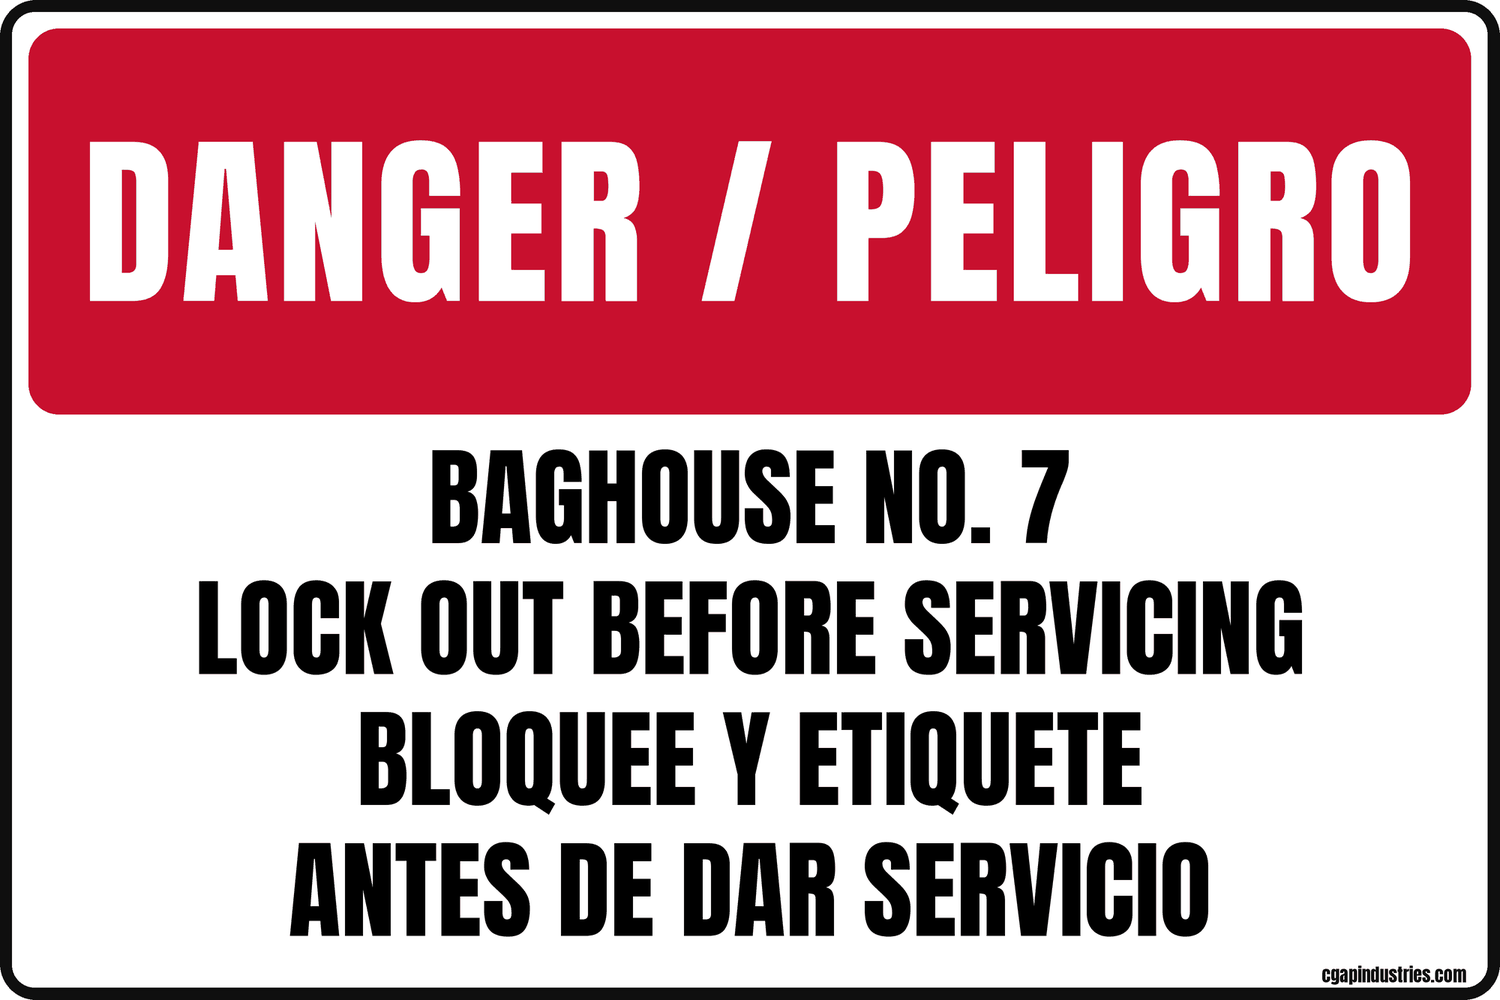 DANGER / PELIGRO
BAGHOUSE NO. 7
LOCK OUT BEFORE SERVICING
BLOQUEE Y ETIQUETE
ANTES DE DAR SERVICIO
cgapindustries.com